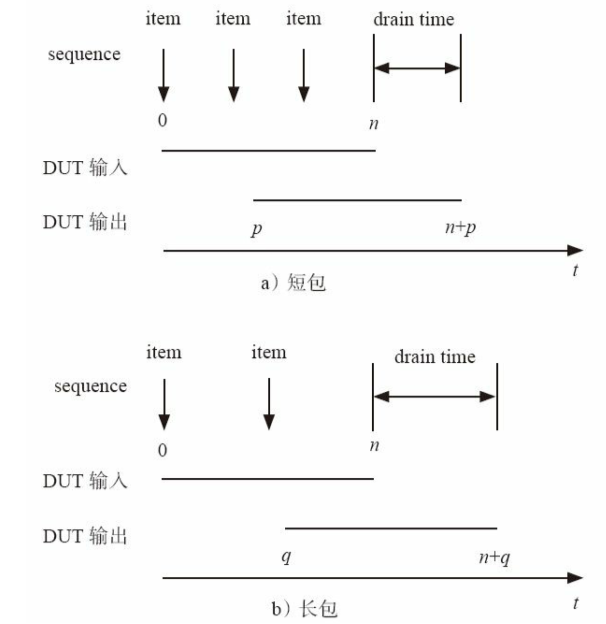 item item item drain time
sequence
0 n
DUT 输入
DUT 输出
p n+p
t
a）短包
item item drain time
sequence
0 n
DUT 输入
DUT 输出
q n+q
t
b）长包